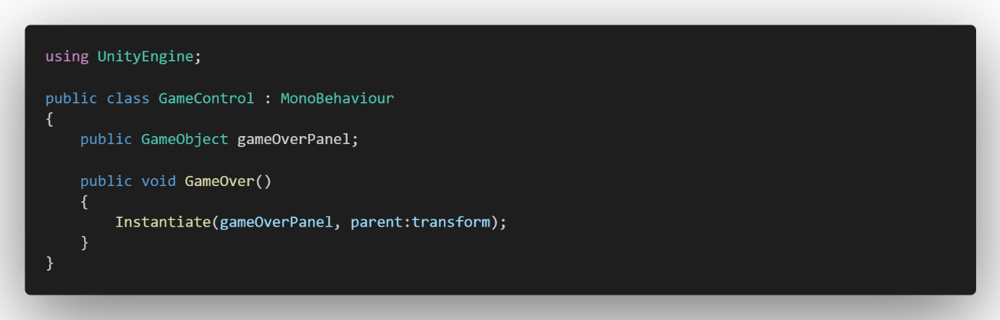 using UnityEngine;
public class GameControl : MonoBehaviour
{
public GameObject gameOverPanel;
public void GameOver()
{
Instantiate(gameOverPanel, parent:transform);
}
}